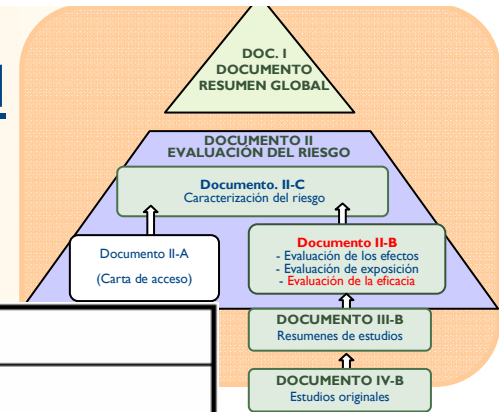 DOC. I
DOCUMENTO
RESUMEN GLOBAL
DOCUMENTO II
EVALUACIÓN DEL RIESGO
Documento. II-C
Caracterización del riesgo
Documento II-A
(Carta de acceso)
Documento II-B
- Evaluación de los efectos
- Evaluación de exposición
- Evaluación de la eficacia
DOCUMENTO III-B
Resumenes de estudios
DOCUMENTO IV-B
Estudios originales